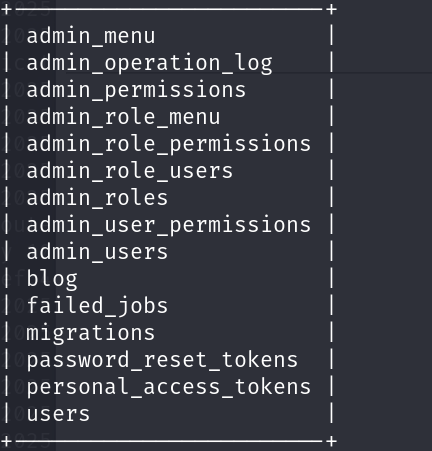 admin_menu
admin_operation_log
admin_permissions
admin_role_menu
admin_role_permissions
admin_role_users
admin_roles
admin_user_permissions
admin_users
blog
failed_jobs
migrations
password_reset_tokens
personal_access_tokens
users